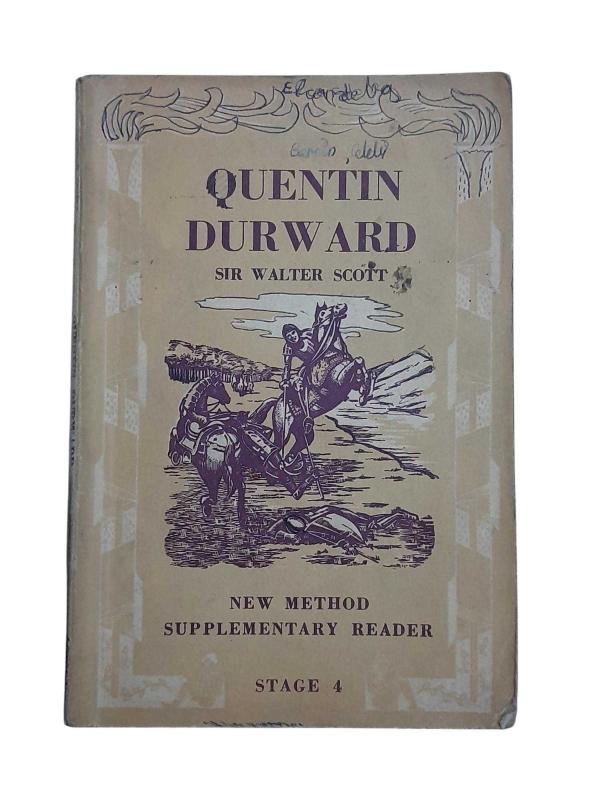 QUENTIN
DURWARD
SIR WALTER SCOTT
NEW METHOD
SUPPLEMENTARY READER
STAGE 4